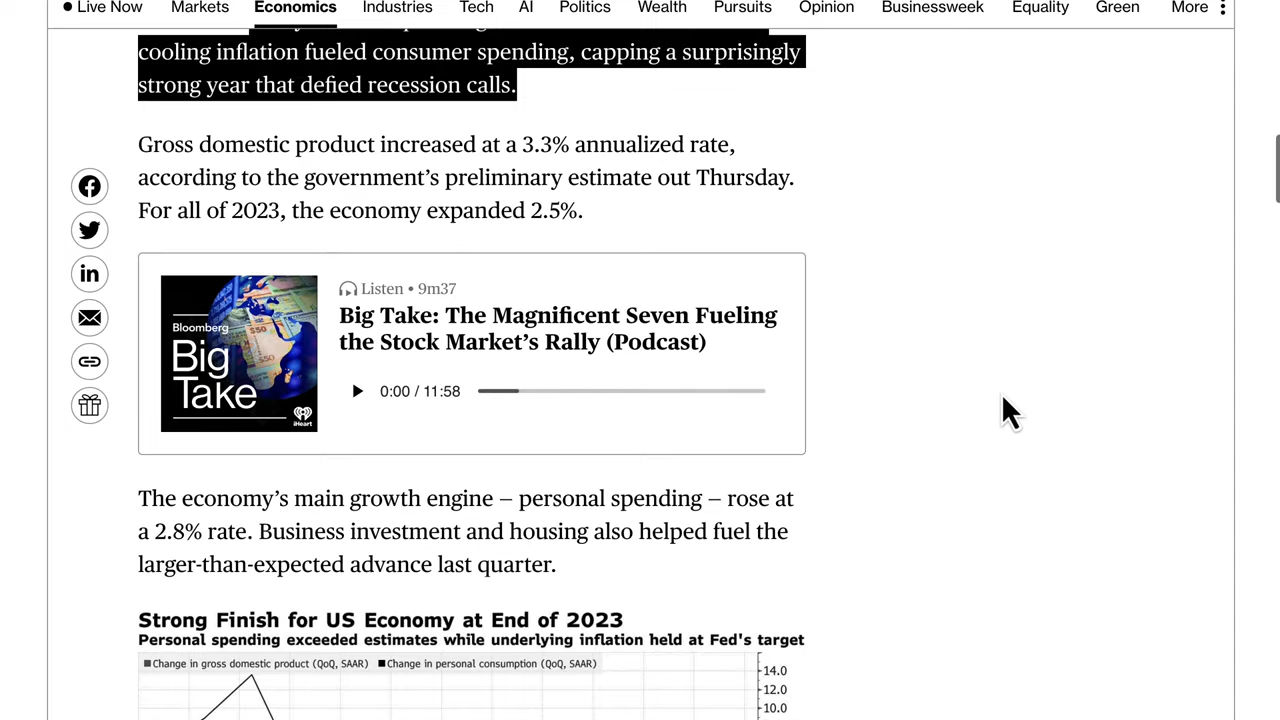 Live Now Markets Economics Industries Tech AI Politics Wealth Pursuits Opinion Businessweek Equality Green More
cooling inflation fueled consumer spending, capping a surprisingly
strong year that defied recession calls.
Gross domestic product increased at a 3.3% annualized rate,
according to the government’s preliminary estimate out Thursday.
For all of 2023, the economy expanded 2.5%.
in
Bloomberg
Big
Take
iHeart
$50
50
Listen • 9m37
Big Take: The Magnificent Seven Fueling
the Stock Market’s Rally (Podcast)
0:00 / 11:58
The economy’s main growth engine — personal spending — rose at
a 2.8% rate. Business investment and housing also helped fuel the
larger-than-expected advance last quarter.
Strong Finish for US Economy at End of 2023
Personal spending exceeded estimates while underlying inflation held at Fed's target
Change in gross domestic product (QoQ, SAAR) Change in personal consumption (QoQ, SAAR)
14.0
12.0
10.0